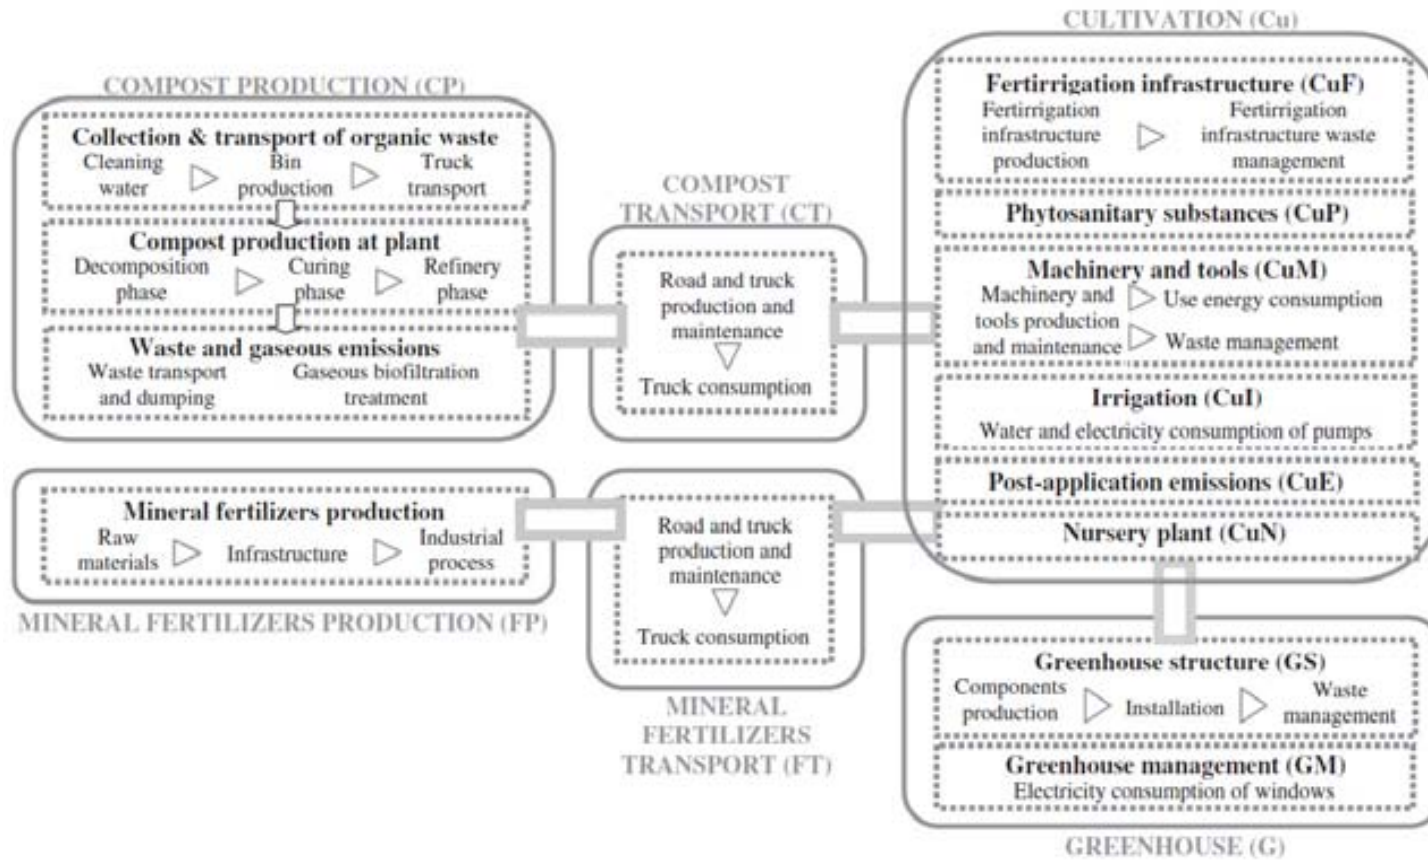 COMPOST PRODUCTION (CP)
Collection & transport of organic waste
Cleaning
water
Bin
production
Truck
transport
Compost production at plant
Decomposition
phase
Curing
phase
Refinery
phase
Waste and gaseous emissions
Waste transport
and dumping
Gaseous biofiltration
treatment
Mineral fertilizers production
Raw
materials
Infrastructure
Industrial
process
MINERAL FERTILIZERS PRODUCTION (FP)
COMPOST
TRANSPORT (CT)
Road and truck
production and
maintenance
Truck consumption
Road and truck
production and
maintenance
Truck consumption
MINERAL
FERTILIZERS
TRANSPORT (FT)
CULTIVATION (Cu)
Fertirrigation infrastructure (CuF)
Fertirrigation
infrastructure
production
Fertirrigation
infrastructure waste
management
Phytosanitary substances (CuP)
Machinery and tools (CuM)
Machinery and
tools production
and maintenance
Use energy consumption
Waste management
Irrigation (CuI)
Water and electricity consumption of pumps
Post-application emissions (CuE)
Nursery plant (CuN)
Greenhouse structure (GS)
Components
production
Installation
Waste
management
Greenhouse management (GM)
Electricity consumption of windows
GREENHOUSE (G)